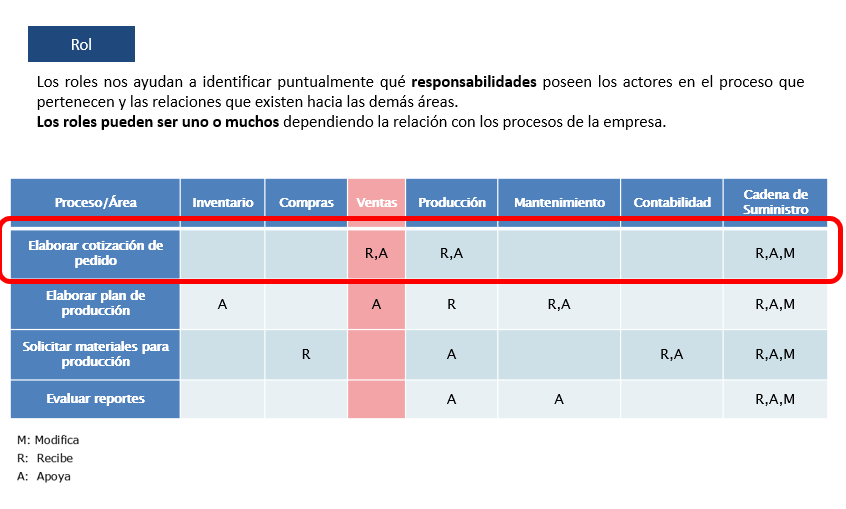 Rol
Los roles nos ayudan a identificar puntualmente qué responsabilidades poseen los actores en el proceso que
pertenecen y las relaciones que existen hacia las demás áreas.
Los roles pueden ser uno o muchos dependiendo la relación con los procesos de la empresa.
Proceso/Área Inventario Compras Ventas Producción Mantenimiento Contabilidad Cadena de
Suministro
Elaborar cotización de
pedido R,A R,A R,A,M
Elaborar plan de
producción A A R R,A R,A,M
Solicitar materiales para
producción R A R,A R,A,M
Evaluar reportes A A R,A,M
M: Modifica
R: Recibe
A: Apoya